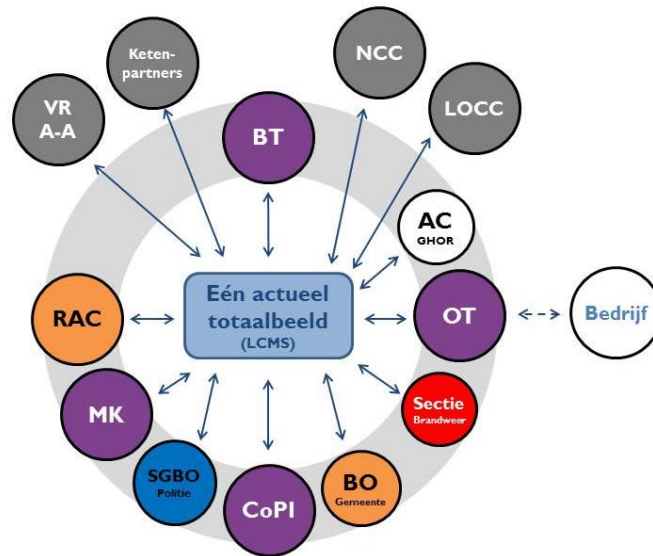 Keten-
partners
NCC
VR
A-A
LOCC
BT
AC
GHOR
RAC
Eén actueel
totaalbeeld
(LCMS)
OT
Bedrijf
MK
Sectie
Brandweer
SGBO
Politie
BO
Gemeente
CoPI